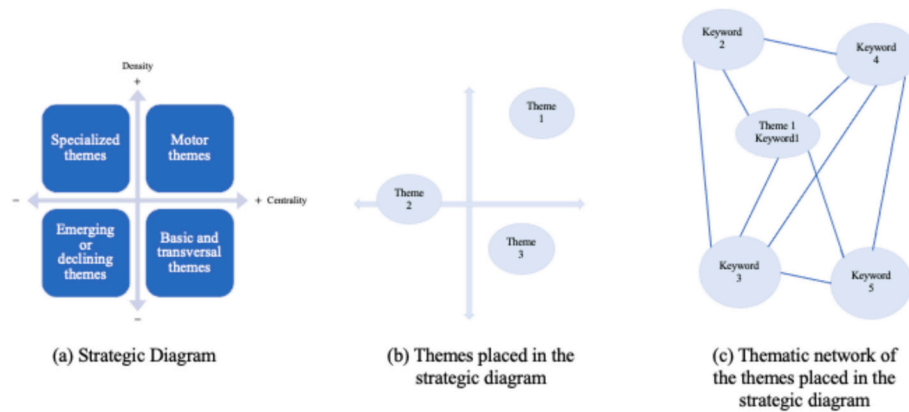 Density
+
Specialized
themes
Motor
themes
−
+ Centrality
Emerging
or
declining
themes
Basic and
transversal
themes
−
(a) Strategic Diagram
Theme
1
Theme
2
Theme
3
(b) Themes placed in the
strategic diagram
Keyword
2
Keyword
4
Theme 1
Keyword1
Keyword
3
Keyword
5
(c) Thematic network of
the themes placed in the
strategic diagram